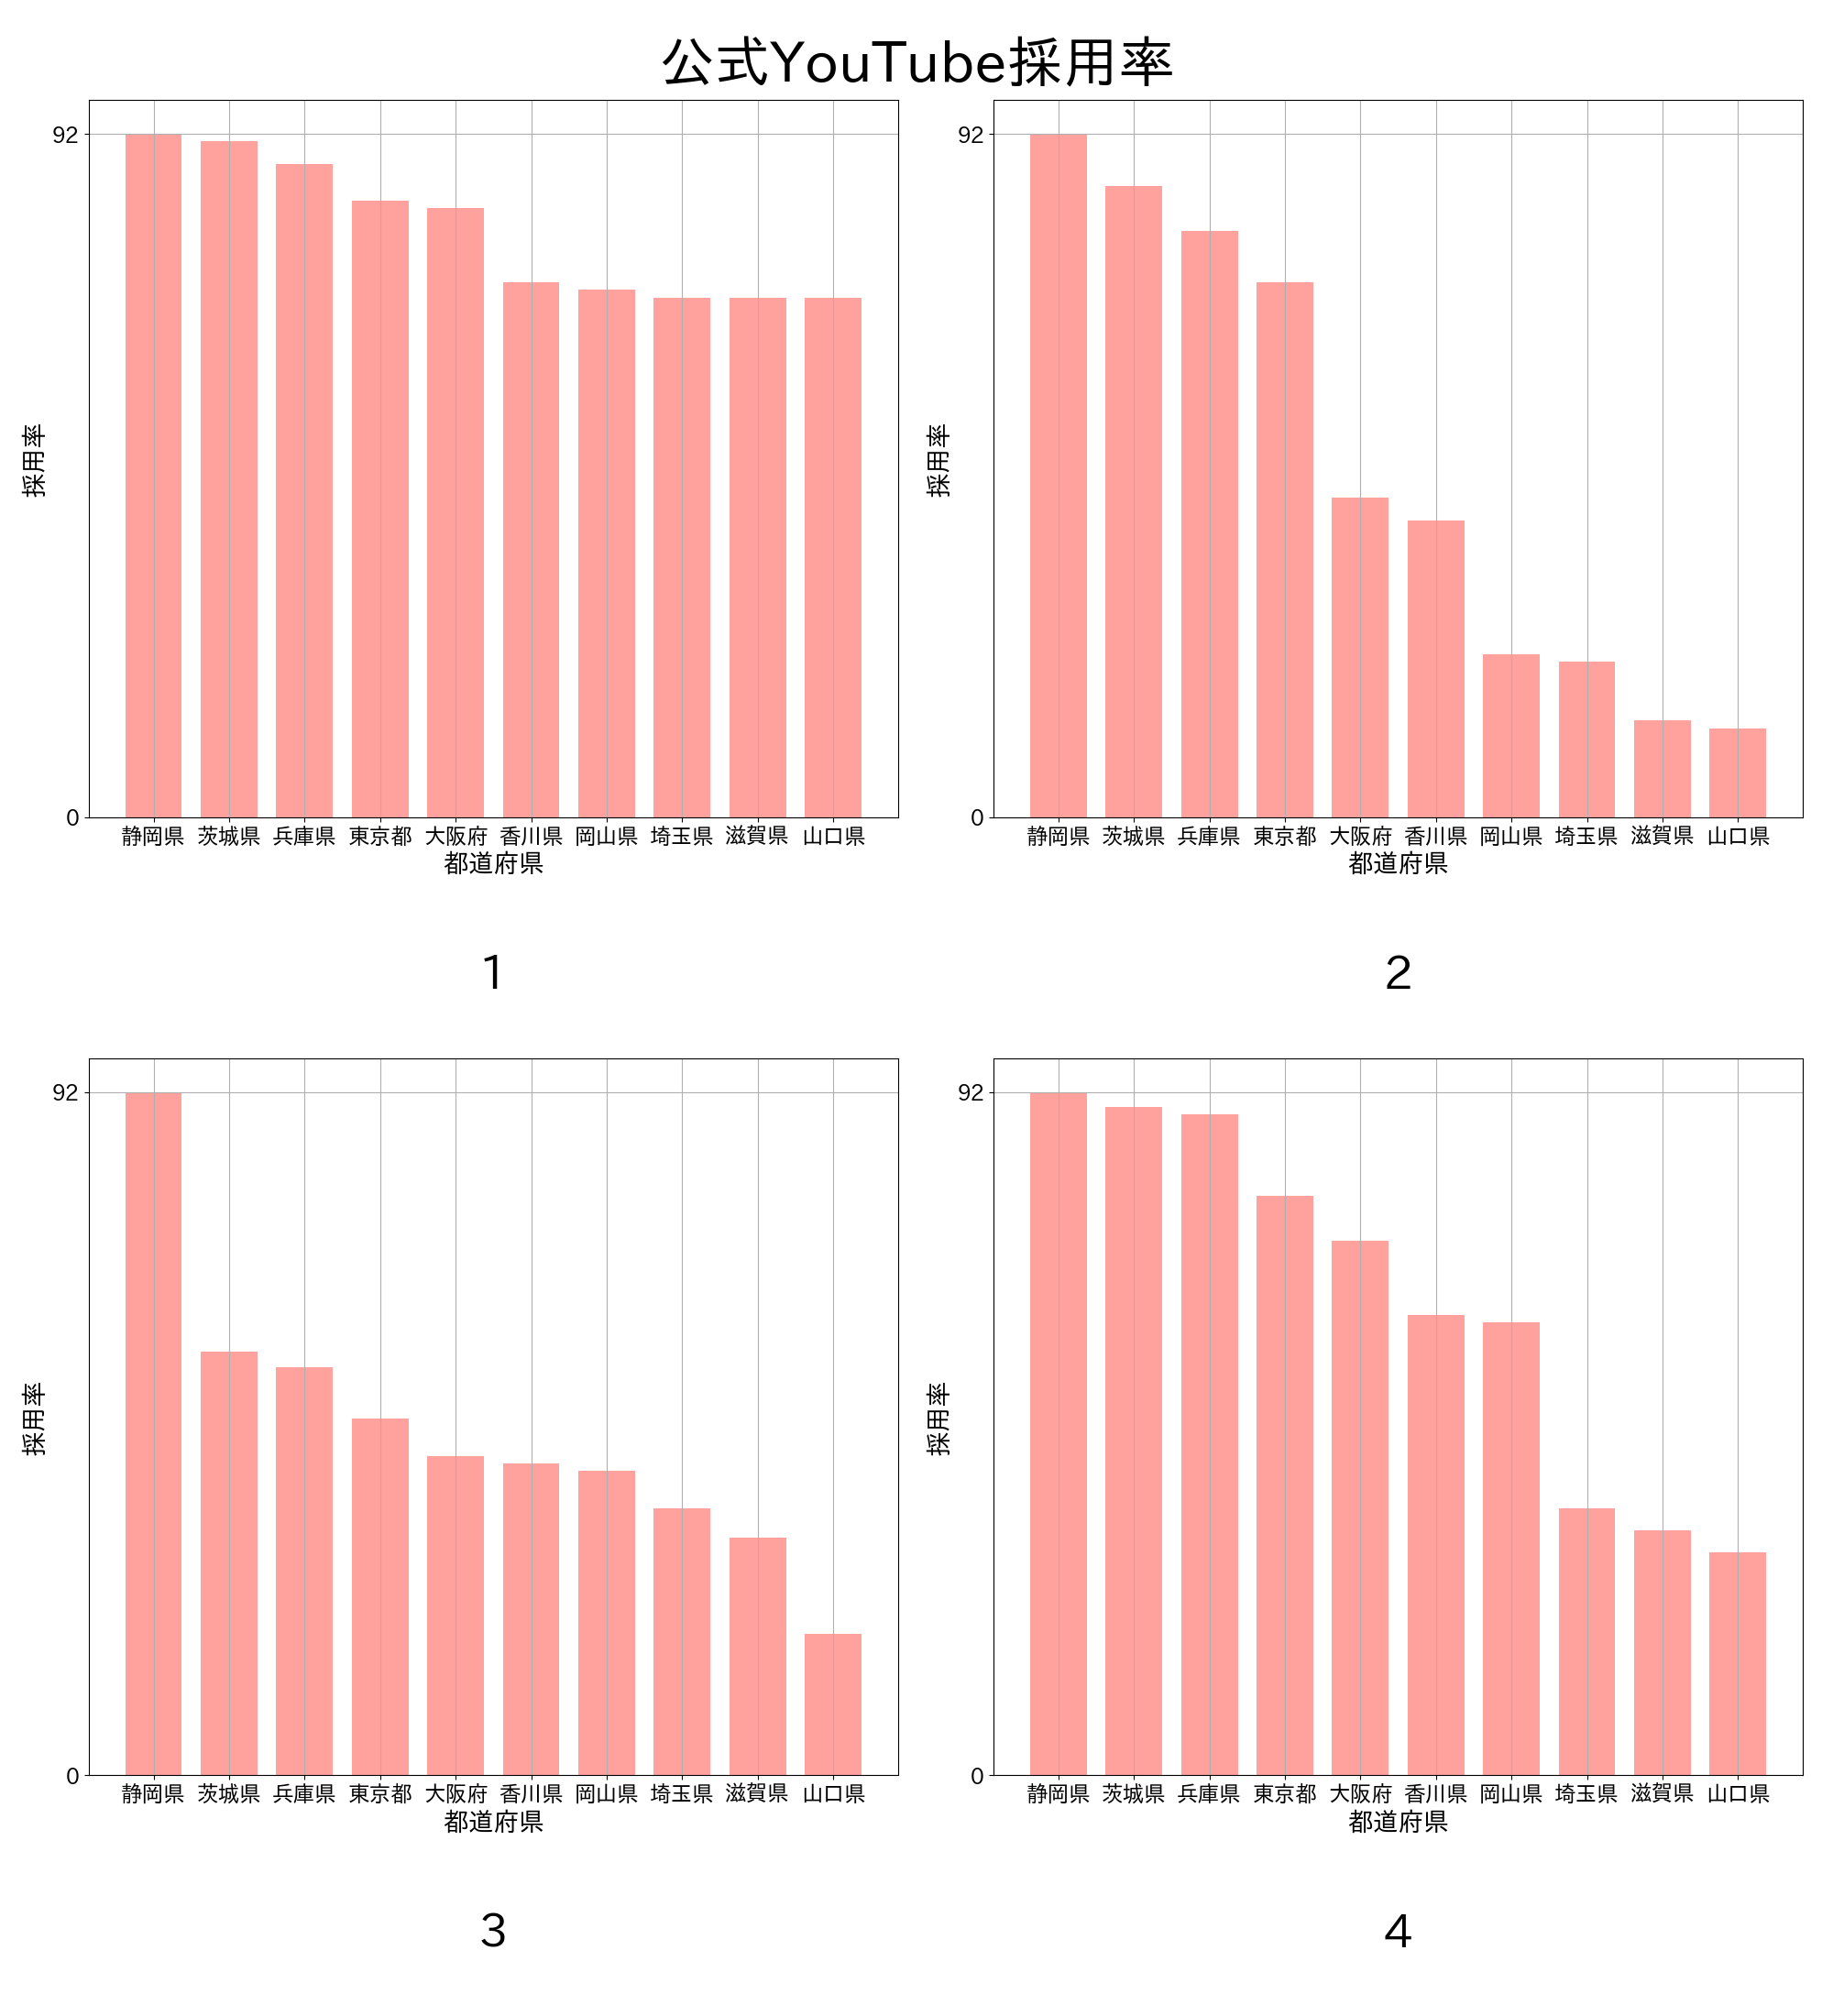 公式YouTube採用率
92
0
採用率
静岡県 茨城県 兵庫県 東京都 大阪府 香川県 岡山県 埼玉県 滋賀県 山口県
都道府県
1
92
0
採用率
静岡県 茨城県 兵庫県 東京都 大阪府 香川県 岡山県 埼玉県 滋賀県 山口県
都道府県
2
92
0
採用率
静岡県 茨城県 兵庫県 東京都 大阪府 香川県 岡山県 埼玉県 滋賀県 山口県
都道府県
3
92
0
採用率
静岡県 茨城県 兵庫県 東京都 大阪府 香川県 岡山県 埼玉県 滋賀県 山口県
都道府県
4